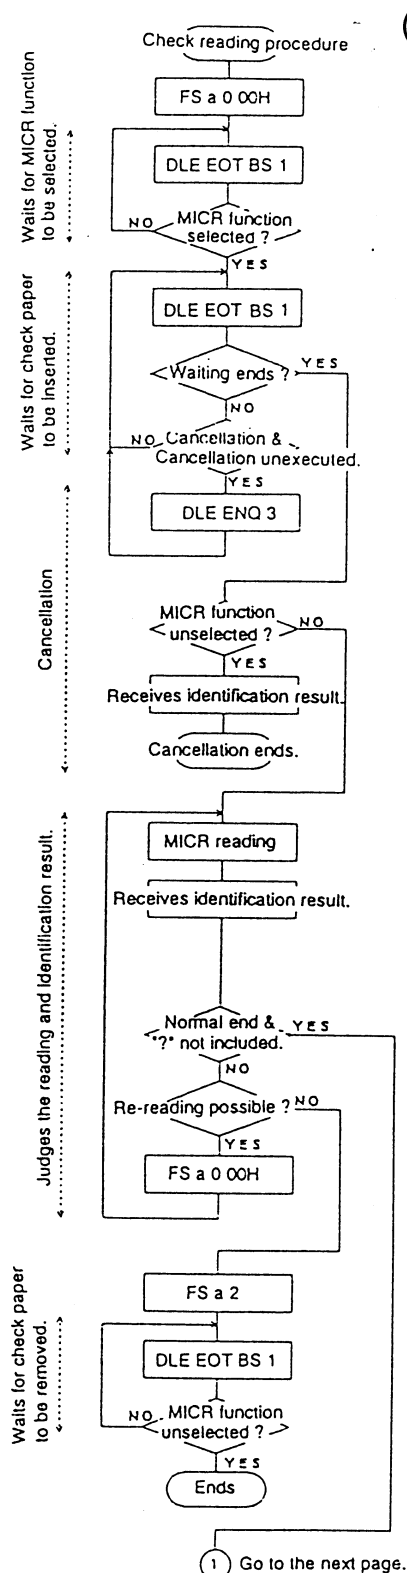 Check reading procedure
FS a 0 00H
Waits for MICR function
to be selected.
DLE EOT BS 1
MICR function
selected ?
NO
YES
Waits for check paper
to be inserted.
DLE EOT BS 1
Waiting ends ?
YES
NO
Cancellation &
Cancellation unexecuted.
NO
YES
DLE ENQ 3
Cancellation
MICR function
unselected ?
NO
YES
Receives identification result.
Cancellation ends.
Judges the reading and identification result.
MICR reading
Receives identification result.
Normal end &
"?" not included.
YES
NO
Re-reading possible ?
NO
YES
FS a 0 00H
FS a 2
Waits for check paper
to be removed.
DLE EOT BS 1
MICR function
unselected ?
NO
YES
Ends
1 Go to the next page.